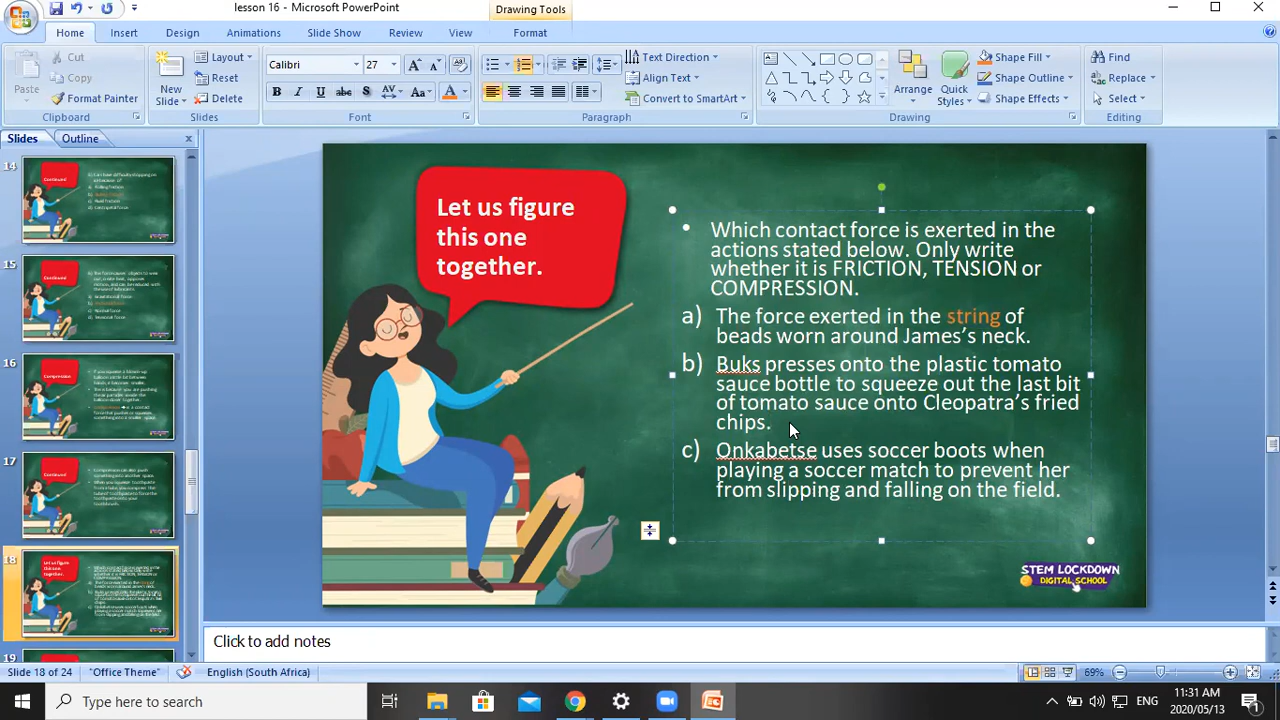 lesson 16 - Microsoft PowerPoint
Drawing Tools
Home Insert Design Animations Slide Show Review View Format
Cut
Layout
Calibri 27
Text Direction
Shape Fill
Find
Copy
Reset
Align Text
Shape Outline
Replace
Paste
Format Painter
New Slide
Delete
B I U abc S AV Aa A
Convert to SmartArt
Arrange
Quick Styles
Shape Effects
Select
Clipboard Slides Font Paragraph Drawing Editing
Slides Outline
14
15
16
17
18
19
Let us figure
this one
together.
• Which contact force is exerted in the
actions stated below. Only write
whether it is FRICTION, TENSION or
COMPRESSION.
a) The force exerted in the string of
beads worn around James's neck.
b) Buks presses onto the plastic tomato
sauce bottle to squeeze out the last bit
of tomato sauce onto Cleopatra's fried
chips.
c) Onkabetse uses soccer boots when
playing a soccer match to prevent her
from slipping and falling on the field.
STEM LOCKDOWN
DIGITAL SCHOOL
Click to add notes
Slide 18 of 24 "Office Theme" English (South Africa) 69%
Type here to search
ENG
11:31 AM
2020/05/13